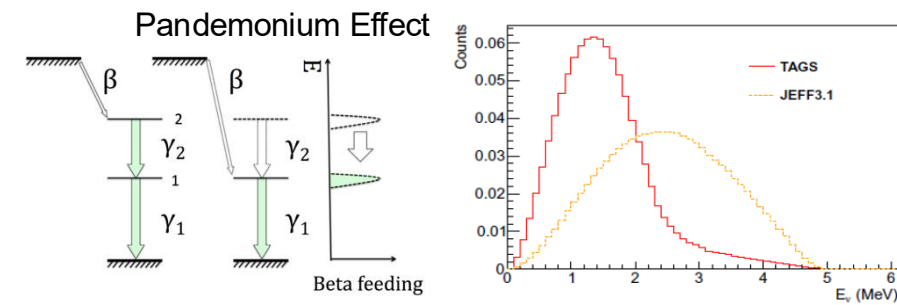 Pandemonium Effect
β
β
E
2
γ2
γ2
1
γ1
γ1
Beta feeding
Counts
0.06
0.05
0.04
0.03
0.02
0.01
0
TAGS
JEFF3.1
0 1 2 3 4 5 6
Eν (MeV)